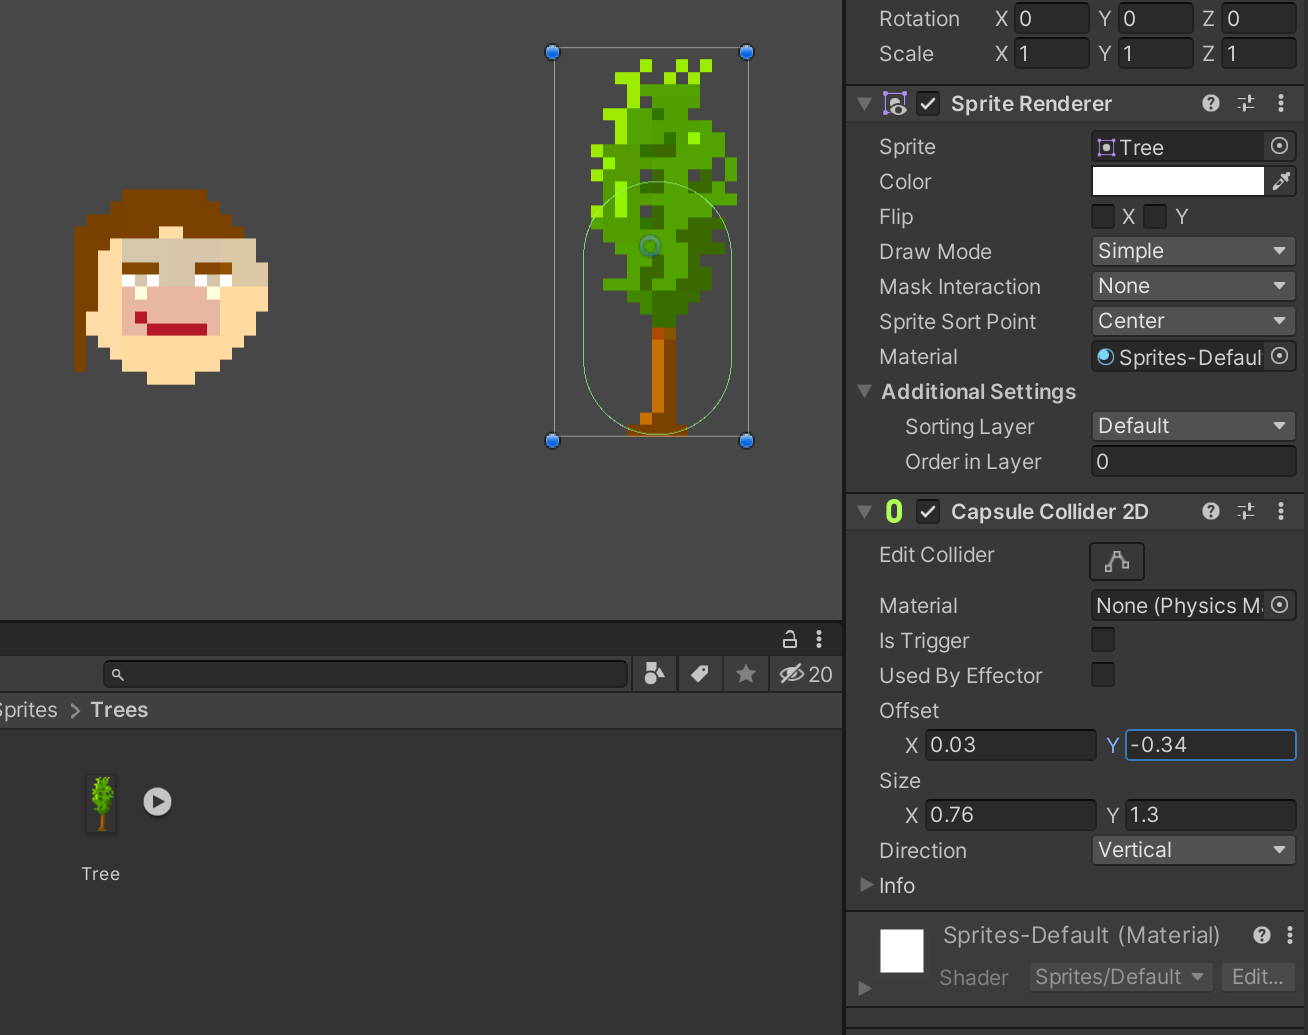 Rotation X 0 Y 0 Z 0
Scale X 1 Y 1 Z 1
Sprite Renderer
Sprite Tree
Color
Flip X Y
Draw Mode Simple
Mask Interaction None
Sprite Sort Point Center
Material Sprites-Defaul
Additional Settings
Sorting Layer Default
Order in Layer 0
Capsule Collider 2D
Edit Collider
Material None (Physics M
Is Trigger
Used By Effector
Offset
X 0.03 Y -0.34
Size
X 0.76 Y 1.3
Direction Vertical
Info
Sprites-Default (Material)
Shader Sprites/Default Edit...
20
Sprites > Trees
Tree